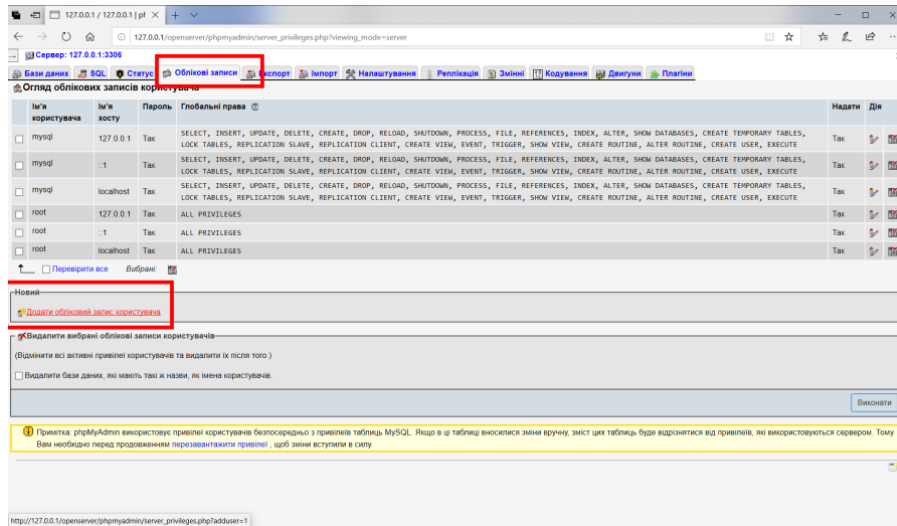 127.0.0.1 / 127.0.0.1 | pl
127.0.0.1/openserver/phpmyadmin/server_privileges.php?viewing_mode=server
Сервер: 127.0.0.1:3306
Бази даних SQL Статус Облікові записи Експорт Імпорт Налаштування Реплікація Змінні Кодування Двигуни Плагіни
Огляд облікових записів користувача
Ім'я користувача Ім'я хосту Пароль Глобальні права Надати Дія
mysql 127.0.0.1 Так SELECT, INSERT, UPDATE, DELETE, CREATE, DROP, RELOAD, SHUTDOWN, PROCESS, FILE, REFERENCES, INDEX, ALTER, SHOW DATABASES, CREATE TEMPORARY TABLES, Так
LOCK TABLES, REPLICATION SLAVE, REPLICATION CLIENT, CREATE VIEW, EVENT, TRIGGER, SHOW VIEW, CREATE ROUTINE, ALTER ROUTINE, CREATE USER, EXECUTE
mysql ::1 Так SELECT, INSERT, UPDATE, DELETE, CREATE, DROP, RELOAD, SHUTDOWN, PROCESS, FILE, REFERENCES, INDEX, ALTER, SHOW DATABASES, CREATE TEMPORARY TABLES, Так
LOCK TABLES, REPLICATION SLAVE, REPLICATION CLIENT, CREATE VIEW, EVENT, TRIGGER, SHOW VIEW, CREATE ROUTINE, ALTER ROUTINE, CREATE USER, EXECUTE
mysql localhost Так SELECT, INSERT, UPDATE, DELETE, CREATE, DROP, RELOAD, SHUTDOWN, PROCESS, FILE, REFERENCES, INDEX, ALTER, SHOW DATABASES, CREATE TEMPORARY TABLES, Так
LOCK TABLES, REPLICATION SLAVE, REPLICATION CLIENT, CREATE VIEW, EVENT, TRIGGER, SHOW VIEW, CREATE ROUTINE, ALTER ROUTINE, CREATE USER, EXECUTE
root 127.0.0.1 Так ALL PRIVILEGES Так
root ::1 Так ALL PRIVILEGES Так
root localhost Так ALL PRIVILEGES Так
Перевірити все Вибрані:
Новий
Додати обліковий запис користувача
Видалити вибрані облікові записи користувачів
(Відмінити всі активні привілеї користувачів та видалити їх після того.)
Видалити бази даних, які мають такі ж назви, як імена користувачів.
Виконати
Примітка: phpMyAdmin використовує привілеї користувачів безпосередньо з привілеїв таблиць MySQL. Якщо в ці таблиці вносилися зміни вручну, зміст цих таблиць буде відрізнятися від привілеїв, які використовуються сервером. Тому
Вам необхідно перед продовженням перезавантажити привілеї , щоб зміни вступили в силу
http://127.0.0.1/openserver/phpmyadmin/server_privileges.php?adduser=1